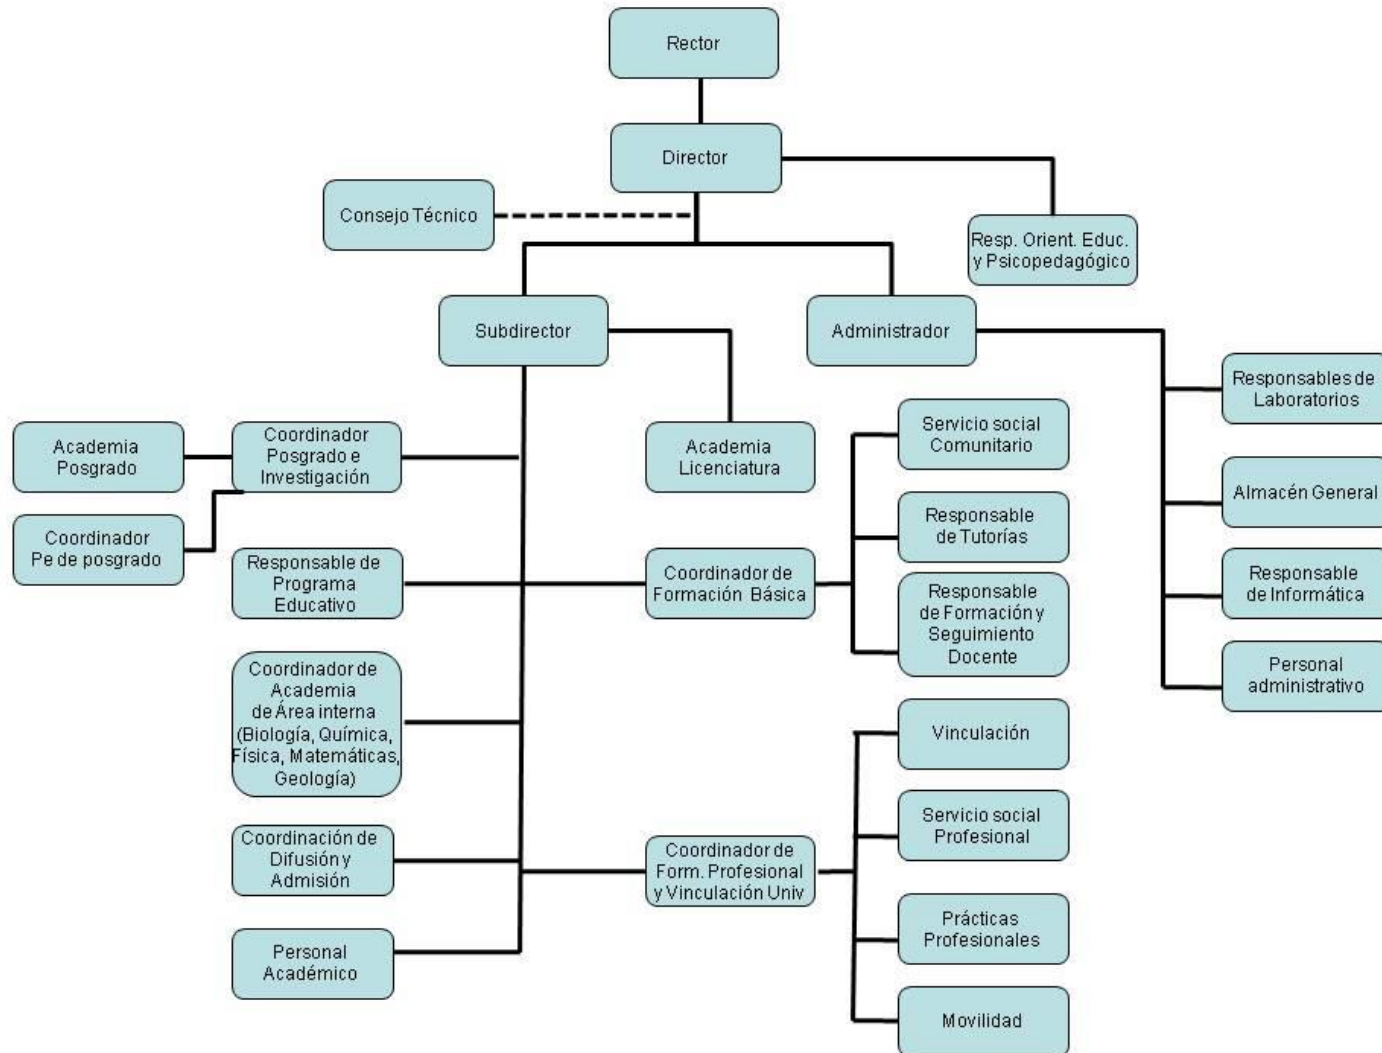 Rector
Director
Consejo Técnico
Resp. Orient. Educ.
y Psicopedagógico
Subdirector
Administrador
Responsables de
Laboratorios
Servicio social
Comunitario
Academia
Posgrado
Coordinador
Posgrado e
Investigación
Academia
Licenciatura
Almacén General
Coordinador
Pe de posgrado
Responsable
de Tutorías
Responsable de
Programa
Educativo
Coordinador de
Formación Básica
Responsable
de Formación y
Seguimiento
Docente
Responsable
de Informática
Personal
administrativo
Coordinador de
Academia
de Área interna
(Biología, Química,
Física, Matemáticas,
Geología)
Vinculación
Servicio social
Profesional
Coordinación de
Difusión y
Admisión
Coordinador de
Form. Profesional
y Vinculación Univ
Prácticas
Profesionales
Personal
Académico
Movilidad